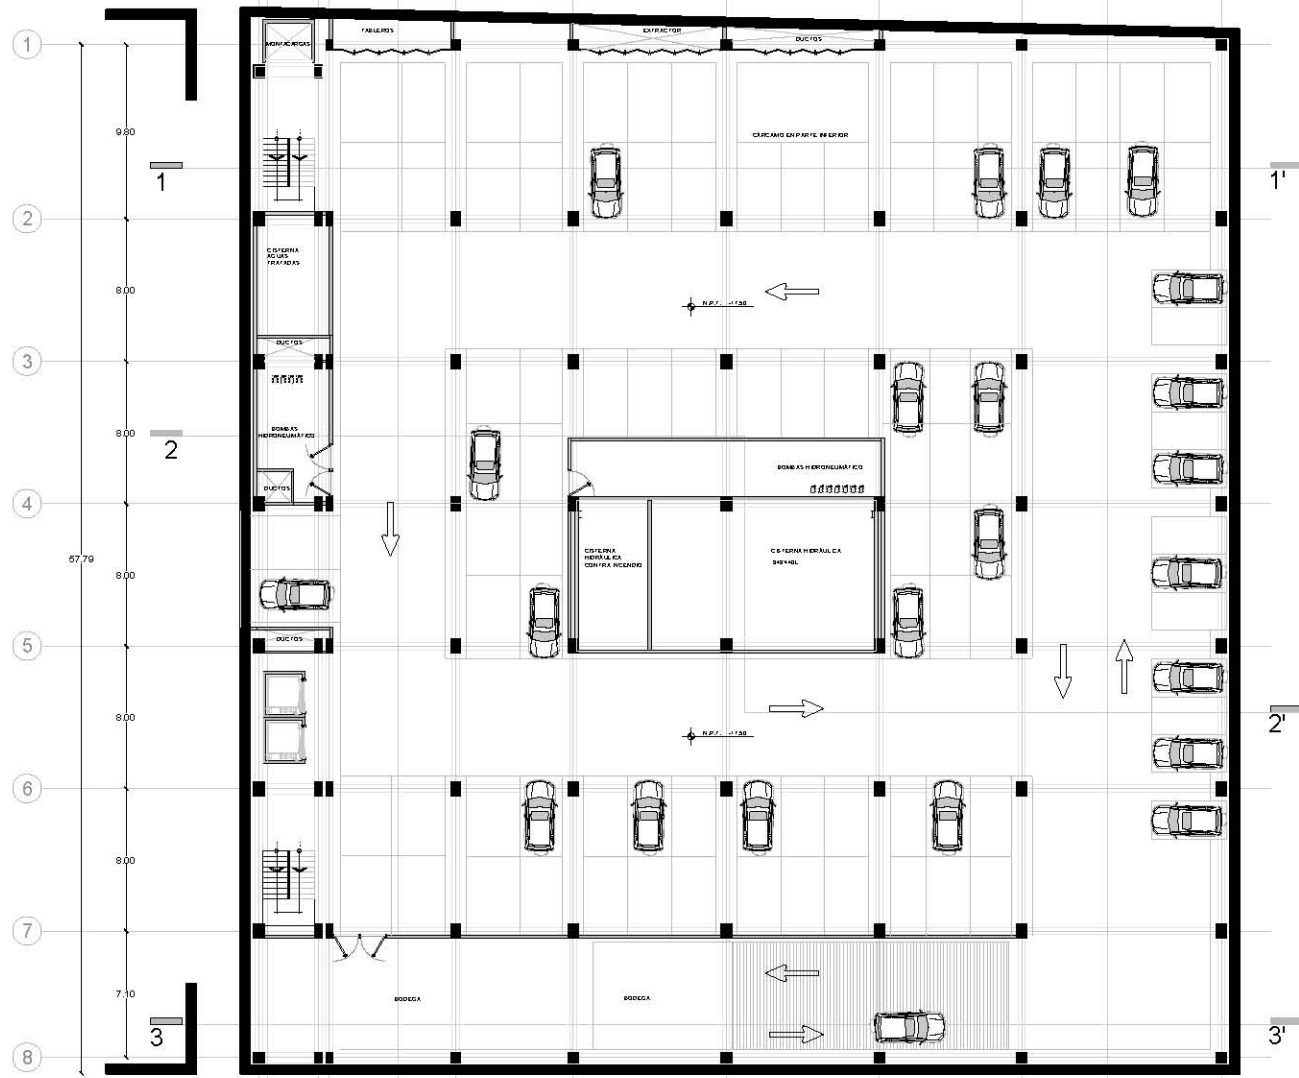 1
MONTACARGAS
TABLEROS
EXTRACTOR
DUCTOS
9.80
CARCAMO EN PARTE INFERIOR
1
1'
2
CISTERNA
AGUAS
TRATADAS
8.00
N.P.T.
DUCTOS
3
8.00
BOMBAS
HIDRONEUMÁTICO
2
BOMBAS HIDRONEUMÁTICO
DUCTOS
4
57.79
CISTERNA
HIDRÁULICA
CONTRA INCENDIO
CISTERNA HIDRÁULICA
8.00
DUCTOS
5
8.00
2'
N.P.T.
6
8.00
7
7.10
BODEGA
BODEGA
3
3'
8